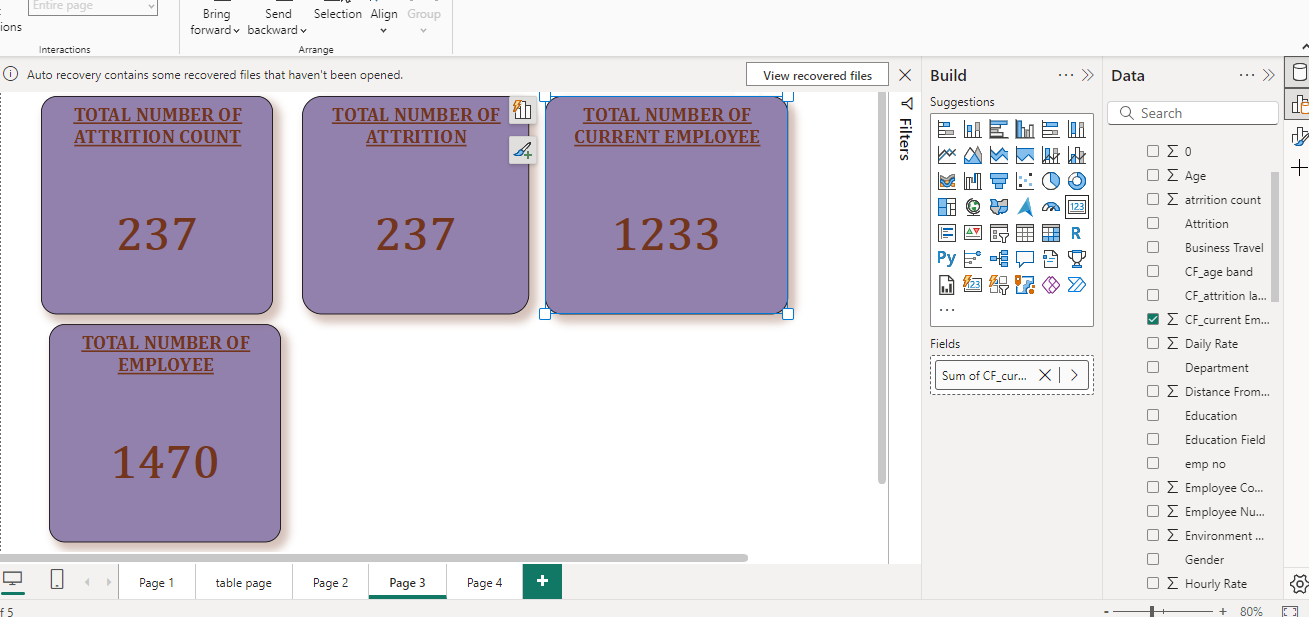 Entire page
ions
Interactions
Bring
forward
Send
backward
Selection
Align
Group
Arrange
Auto recovery contains some recovered files that haven't been opened.
View recovered files
TOTAL NUMBER OF
ATTRITION COUNT
237
TOTAL NUMBER OF
ATTRITION
237
TOTAL NUMBER OF
CURRENT EMPLOYEE
1233
TOTAL NUMBER OF
EMPLOYEE
1470
Filters
Build
Suggestions
123
R
Py
123
...
Fields
Sum of CF_cur...
Data
Search
0
Age
atrrition count
Attrition
Business Travel
CF_age band
CF_attrition la...
CF_current Em...
Daily Rate
Department
Distance From...
Education
Education Field
emp no
Employee Co...
Employee Nu...
Environment ...
Gender
Hourly Rate
Page 1
table page
Page 2
Page 3
Page 4
+
f 5
- + 80%